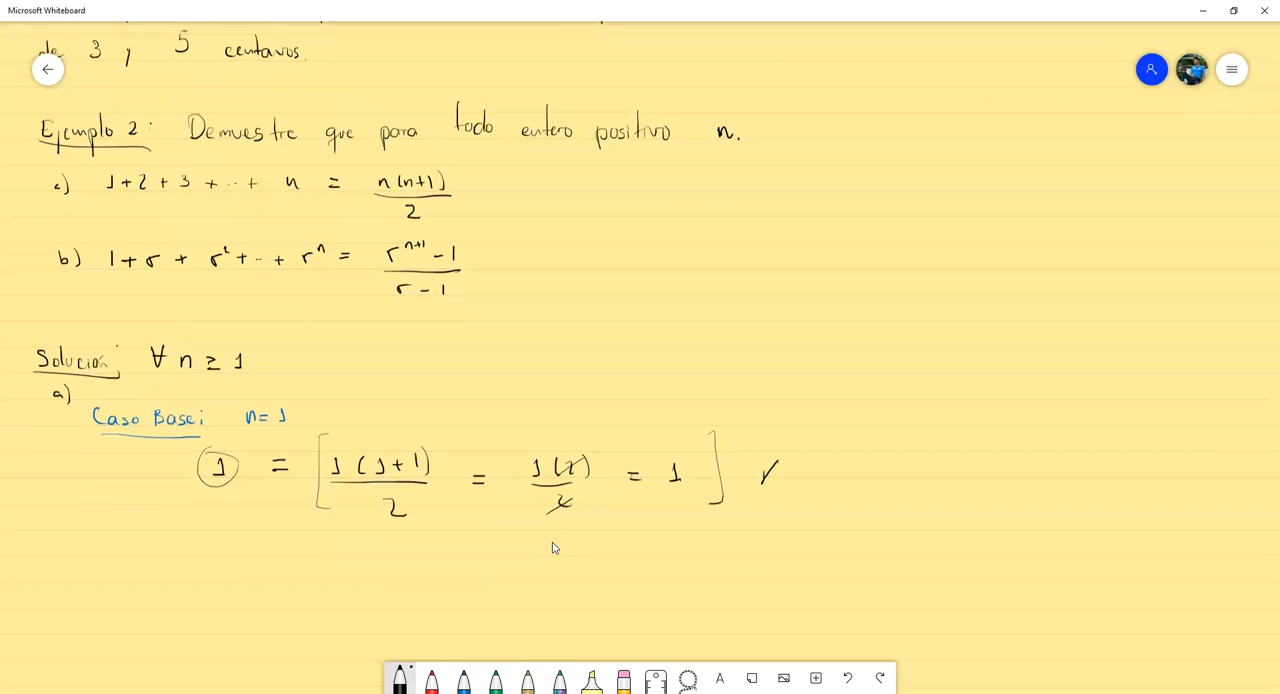 Microsoft Whiteboard
de 3 y 5 centavos.
Ejemplo 2: Demuestre que para todo entero positivo n.
a) 1 + 2 + 3 + ... + n = n(n+1)/2
b) 1 + r + r² + ... + rⁿ = (rⁿ⁺¹ - 1)/(r - 1)
Solución: ∀ n ≥ 1
a)
Caso Base: n = 1
1 = [1(1+1)/2 = 1(2)/2 = 1] ✓
A